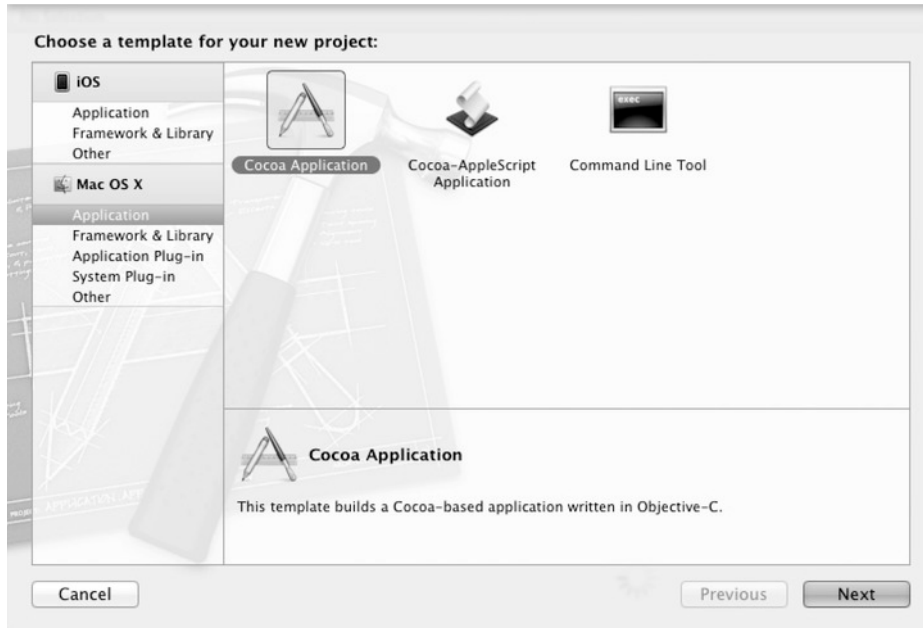 Choose a template for your new project:
iOS
Application
Framework & Library
Other
Mac OS X
Application
Framework & Library
Application Plug-in
System Plug-in
Other
Cocoa Application
Cocoa-AppleScript
Application
exec
Command Line Tool
Cocoa Application
This template builds a Cocoa-based application written in Objective-C.
Cancel
Previous
Next